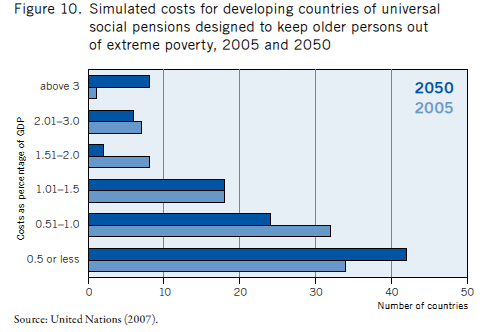 Figure 10. Simulated costs for developing countries of universal
social pensions designed to keep older persons out
of extreme poverty, 2005 and 2050
2050
2005
Costs as percentage of GDP
above 3
2.01–3.0
1.51–2.0
1.01–1.5
0.51–1.0
0.5 or less
0 10 20 30 40 50
Number of countries
Source: United Nations (2007).